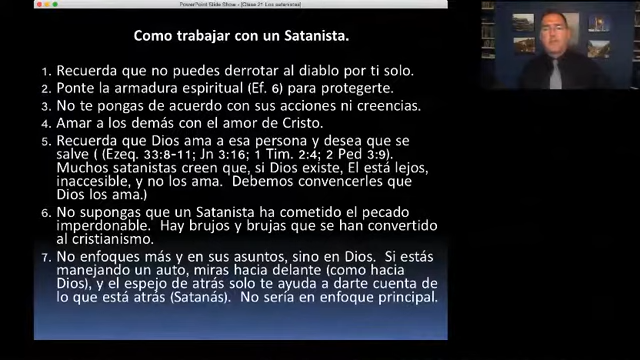 PowerPoint Slide Show - [Clase 21 Los satanistas]
Como trabajar con un Satanista.
1. Recuerda que no puedes derrotar al diablo por ti solo.
2. Ponte la armadura espiritual (Ef. 6) para protegerte.
3. No te pongas de acuerdo con sus acciones ni creencias.
4. Amar a los demás con el amor de Cristo.
5. Recuerda que Dios ama a esa persona y desea que se
salve ( (Ezeq. 33:8-11; Jn 3:16; 1 Tim. 2:4; 2 Ped 3:9).
Muchos satanistas creen que, si Dios existe, El está lejos,
inaccesible, y no los ama. Debemos convencerles que
Dios los ama.)
6. No supongas que un Satanista ha cometido el pecado
imperdonable. Hay brujos y brujas que se han convertido
al cristianismo.
7. No enfoques más y en sus asuntos, sino en Dios. Si estás
manejando un auto, miras hacia delante (como hacia
Dios), y el espejo de atrás solo te ayuda a darte cuenta de
lo que está atrás (Satanás). No sería en enfoque principal.